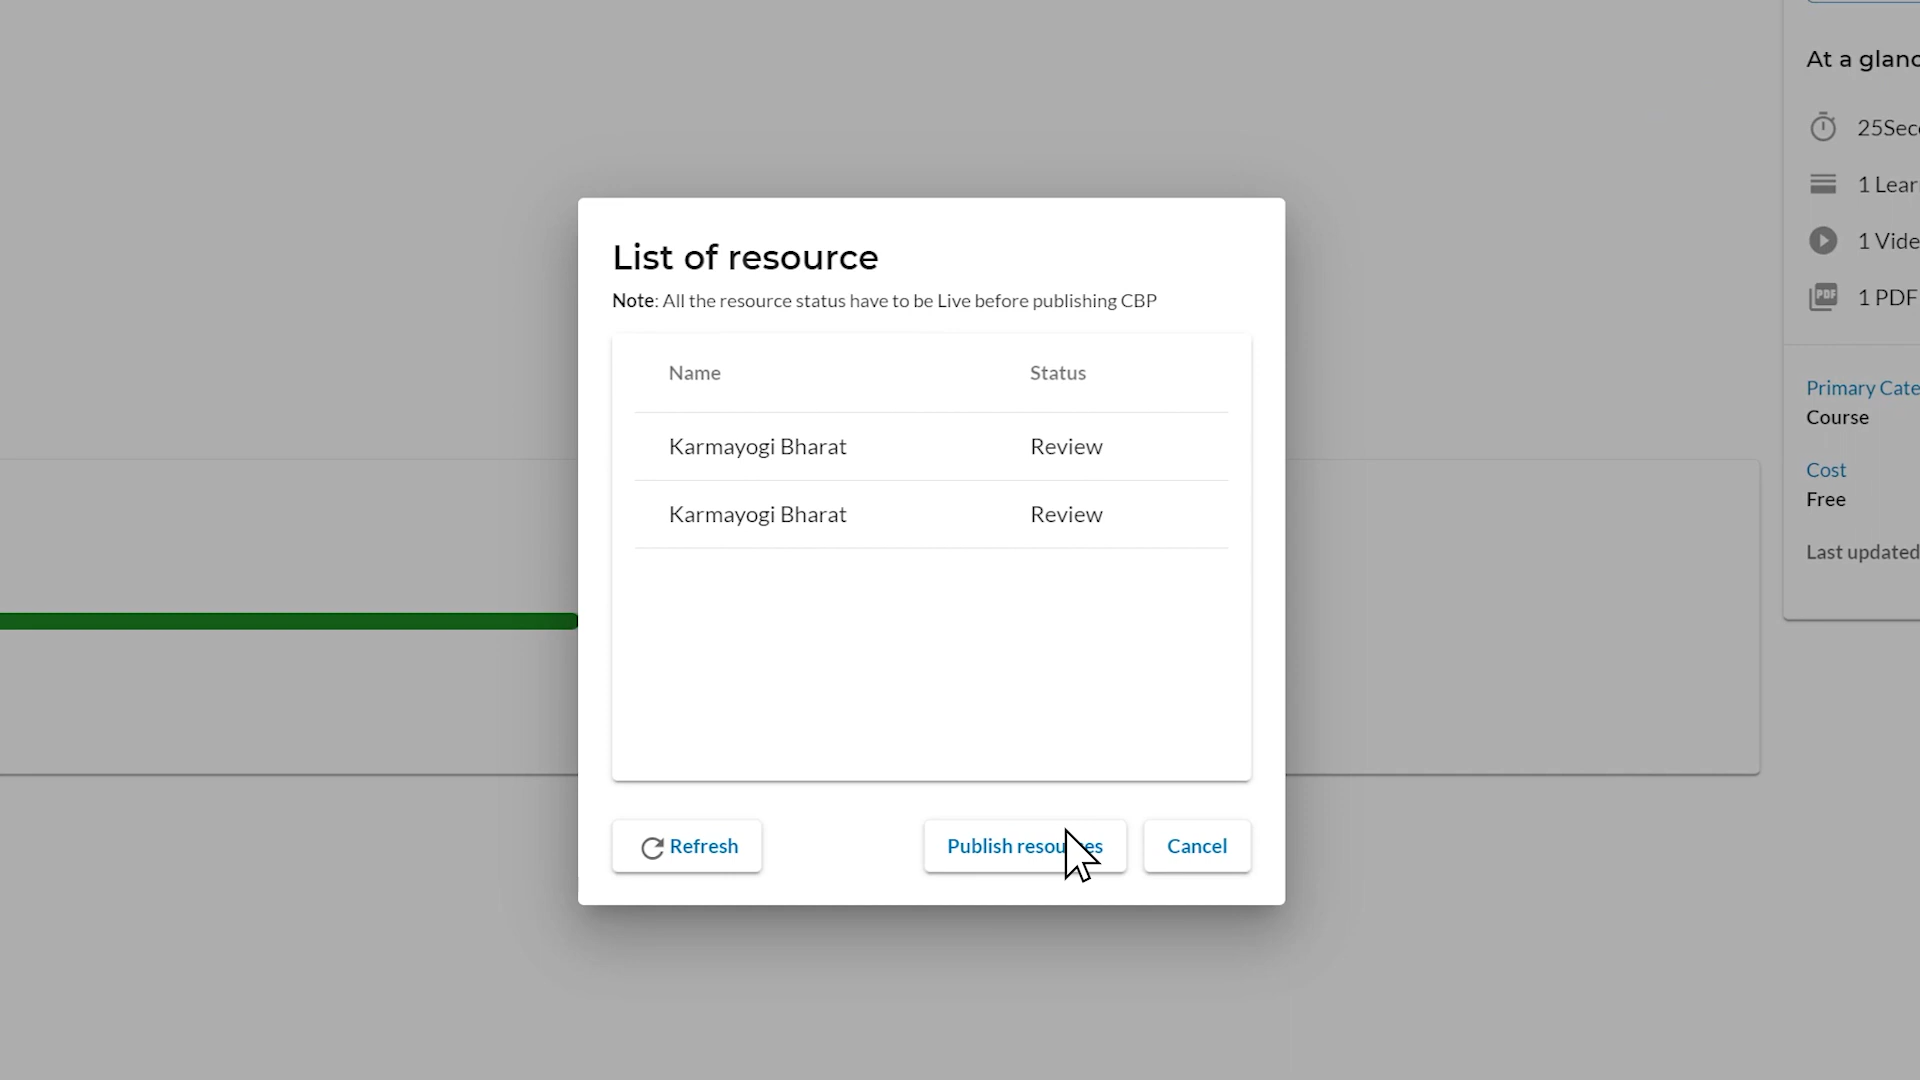 List of resource
Note: All the resource status have to be Live before publishing CBP
Name Status
Karmayogi Bharat Review
Karmayogi Bharat Review
Refresh Publish resources Cancel
At a glanc
25Sec
1 Lear
1 Vide
PDF 1 PDF
Primary Cate
Course
Cost
Free
Last updated